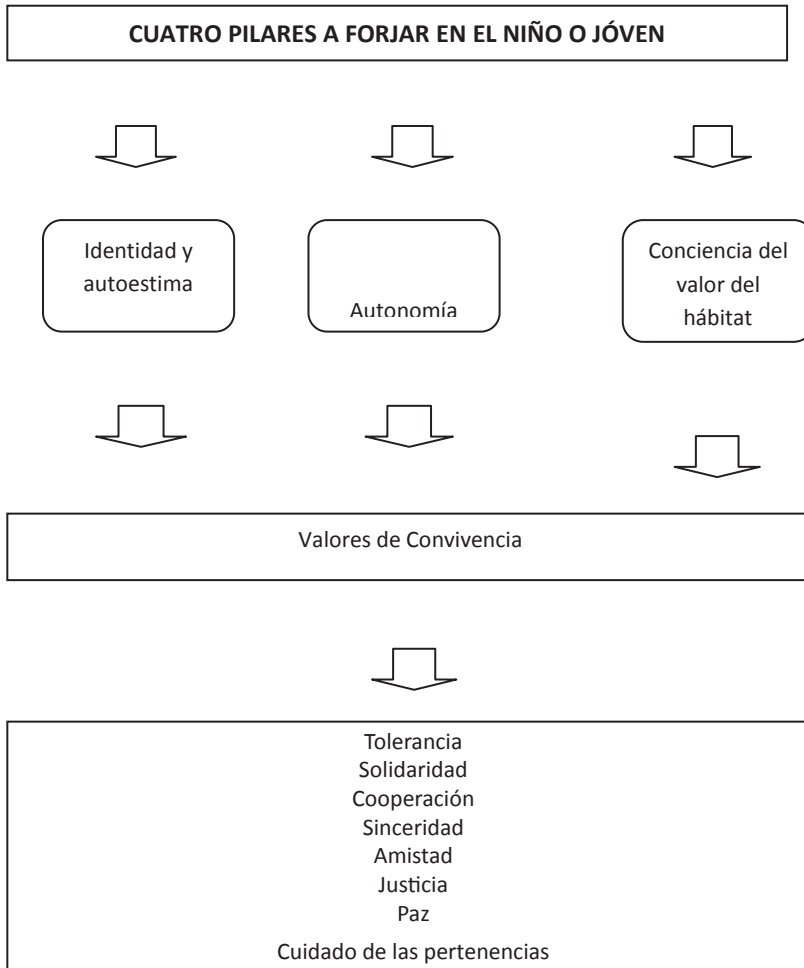 CUATRO PILARES A FORJAR EN EL NIÑO O JÓVEN
Identidad y
autoestima
Autonomía
Conciencia del
valor del
hábitat
Valores de Convivencia
Tolerancia
Solidaridad
Cooperación
Sinceridad
Amistad
Justicia
Paz
Cuidado de las pertenencias